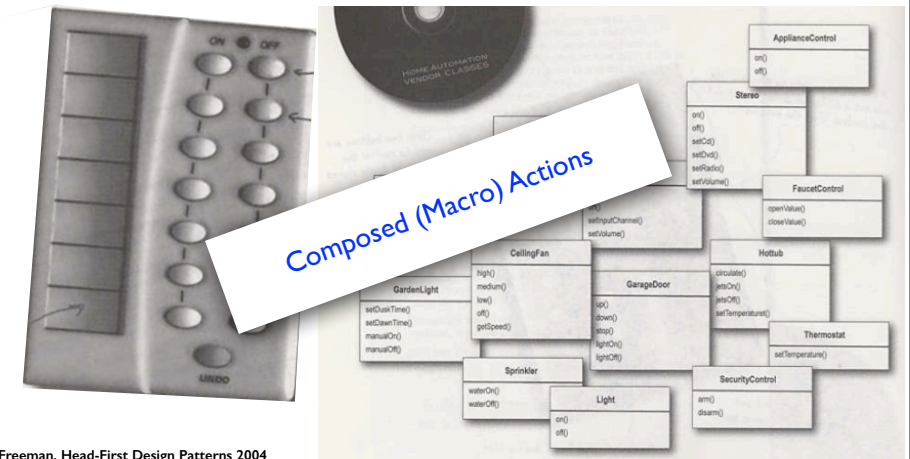 ON OFF
UNDO
HOME AUTOMATION
VENDOR CLASSES
Composed (Macro) Actions
ApplianceControl
on()
off()
Stereo
on()
off()
setCd()
setDvd()
setRadio()
setVolume()
FaucetControl
openValue()
closeValue()
setInputChannel()
setVolume()
CeilingFan
high()
medium()
low()
off()
getSpeed()
GarageDoor
up()
down()
stop()
lightOn()
lightOff()
Hottub
circulate()
jetsOn()
jetsOff()
setTemperature()
GardenLight
setDuskTime()
setDawnTime()
manualOn()
manualOff()
Thermostat
setTemperature()
Sprinkler
waterOn()
waterOff()
Light
on()
off()
SecurityControl
arm()
disarm()
Freeman, Head-First Design Patterns 2004